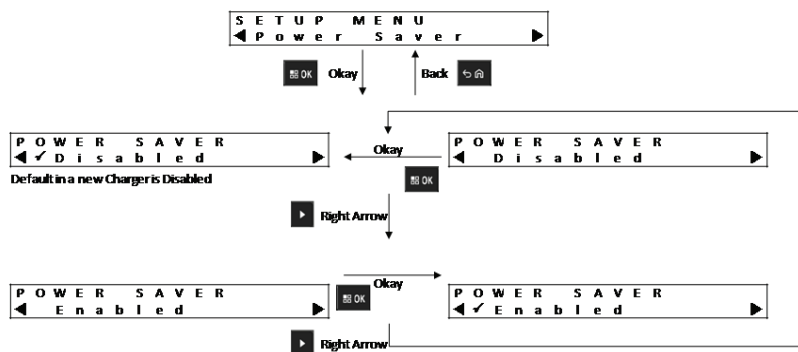 SETUP MENU
◀ Power Saver ▶
OK Okay Back
POWER SAVER
◀ ✓ Disabled ▶
Default in a new Charger is Disabled
Okay
OK
POWER SAVER
◀ Disabled ▶
Right Arrow
POWER SAVER
◀ Enabled ▶
OK
Okay
POWER SAVER
◀ ✓ Enabled ▶
Right Arrow